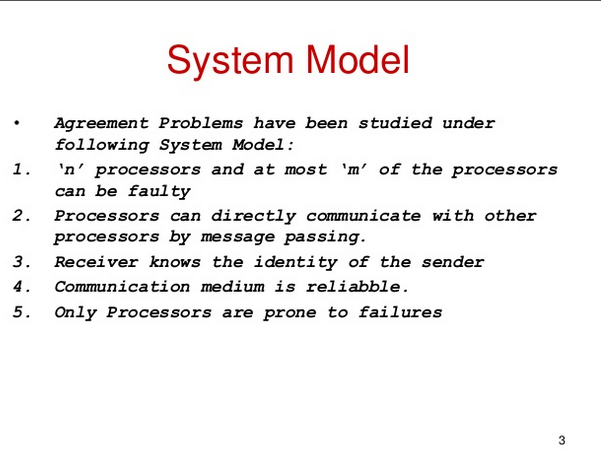 System Model
• Agreement Problems have been studied under
following System Model:
1. ‘n’ processors and at most ‘m’ of the processors
can be faulty
2. Processors can directly communicate with other
processors by message passing.
3. Receiver knows the identity of the sender
4. Communication medium is reliabble.
5. Only Processors are prone to failures
3